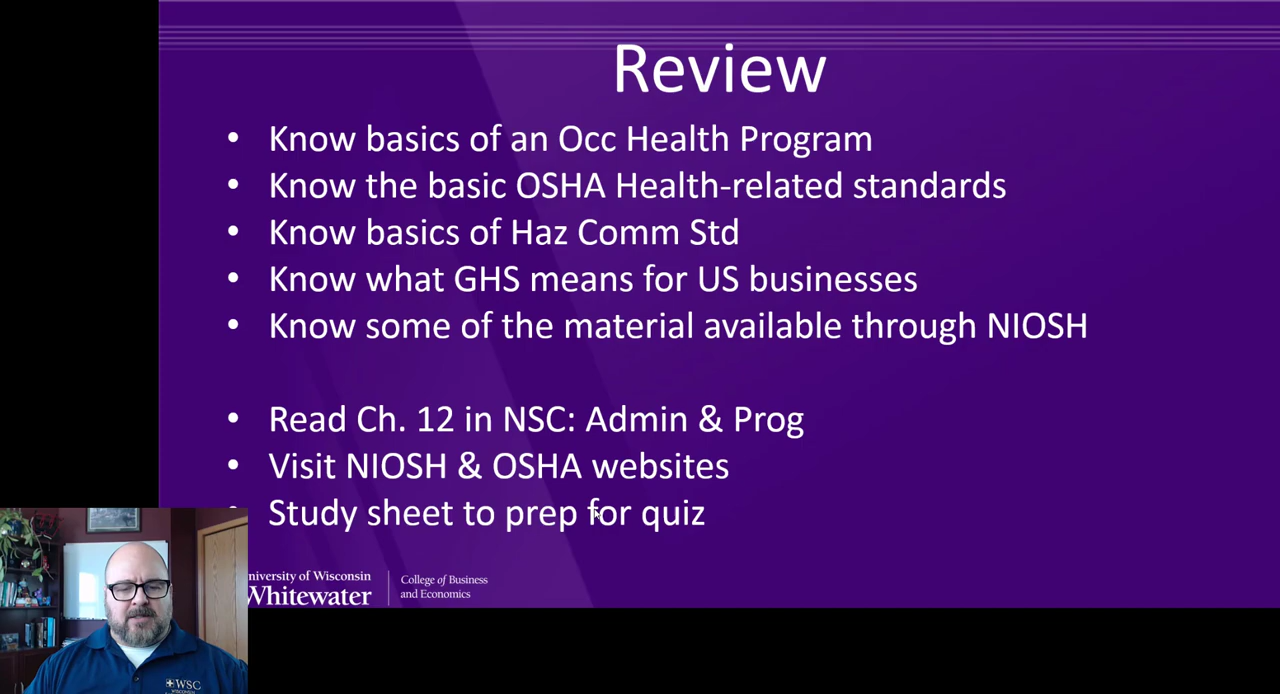 Review
• Know basics of an Occ Health Program
• Know the basic OSHA Health-related standards
• Know basics of Haz Comm Std
• Know what GHS means for US businesses
• Know some of the material available through NIOSH
• Read Ch. 12 in NSC: Admin & Prog
• Visit NIOSH & OSHA websites
• Study sheet to prep for quiz
niversity of Wisconsin
Whitewater
College of Business
and Economics
WSC
WISCONSIN